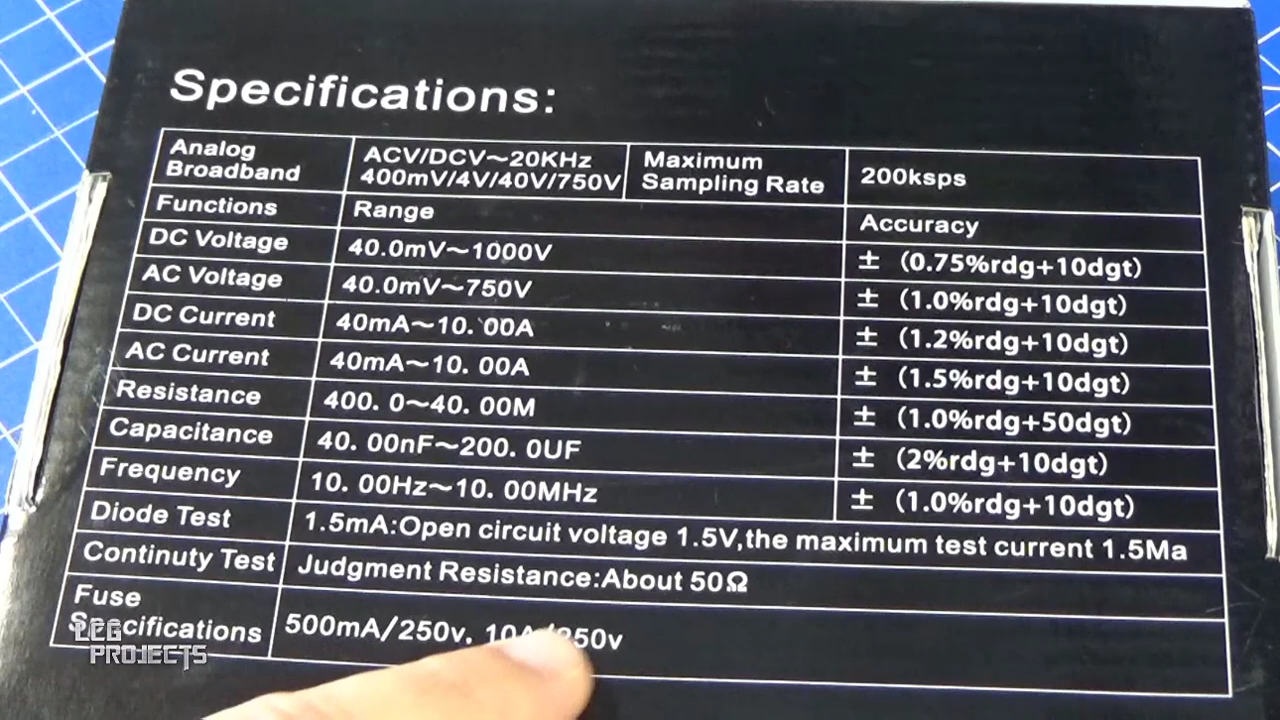 Specifications:
Analog Broadband
ACV/DCV～20KHz
400mV/4V/40V/750V
Maximum Sampling Rate
200ksps
Functions
Range
Accuracy
DC Voltage
40.0mV～1000V
± (0.75%rdg+10dgt)
AC Voltage
40.0mV～750V
± (1.0%rdg+10dgt)
DC Current
40mA～10. 00A
± (1.2%rdg+10dgt)
AC Current
40mA～10. 00A
± (1.5%rdg+10dgt)
Resistance
400. 0～40. 00M
± (1.0%rdg+50dgt)
Capacitance
40. 00nF～200. 0UF
± (2%rdg+10dgt)
Frequency
10. 00Hz～10. 00MHz
± (1.0%rdg+10dgt)
Diode Test
1.5mA:Open circuit voltage 1.5V,the maximum test current 1.5Ma
Continuty Test
Judgment Resistance:About 50Ω
Fuse
Specifications
500mA/250v. 10A/250v
LCG
PROJECTS